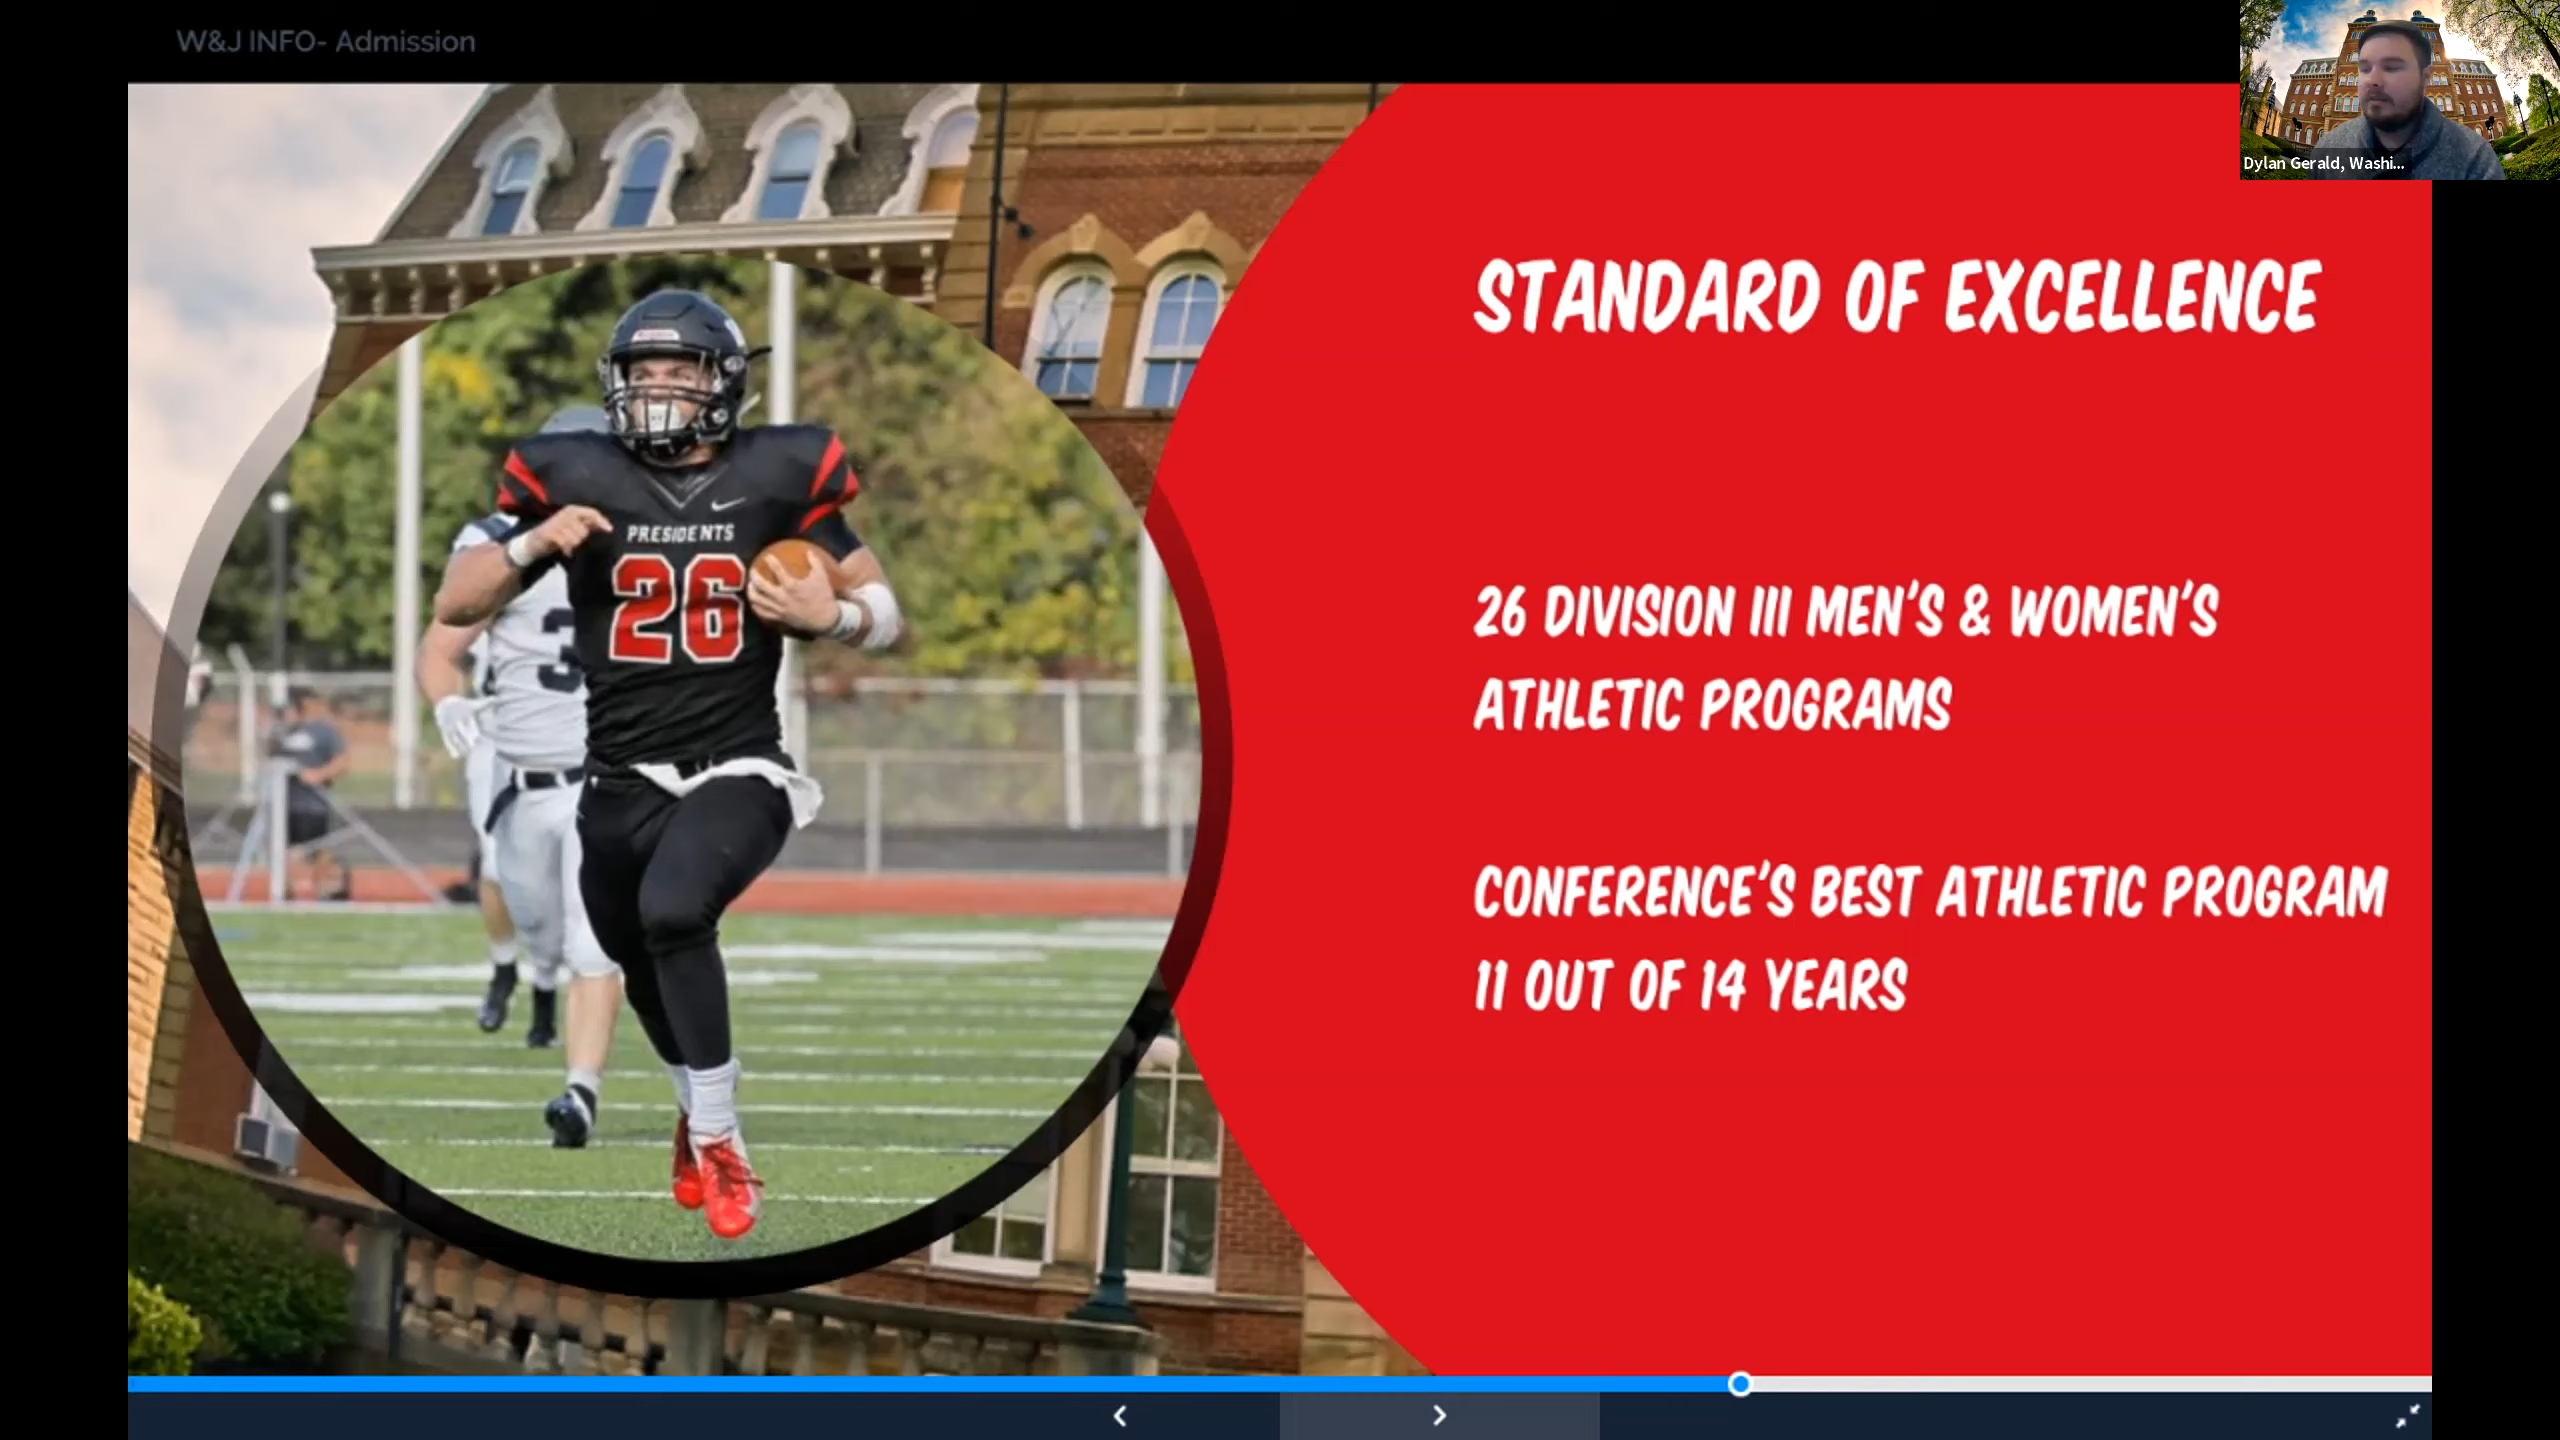 W&J INFO- Admission
Dylan Gerald, Washi...
STANDARD OF EXCELLENCE
26 DIVISION III MEN'S & WOMEN'S
ATHLETIC PROGRAMS
CONFERENCE'S BEST ATHLETIC PROGRAM
11 OUT OF 14 YEARS
PRESIDENTS
26
3